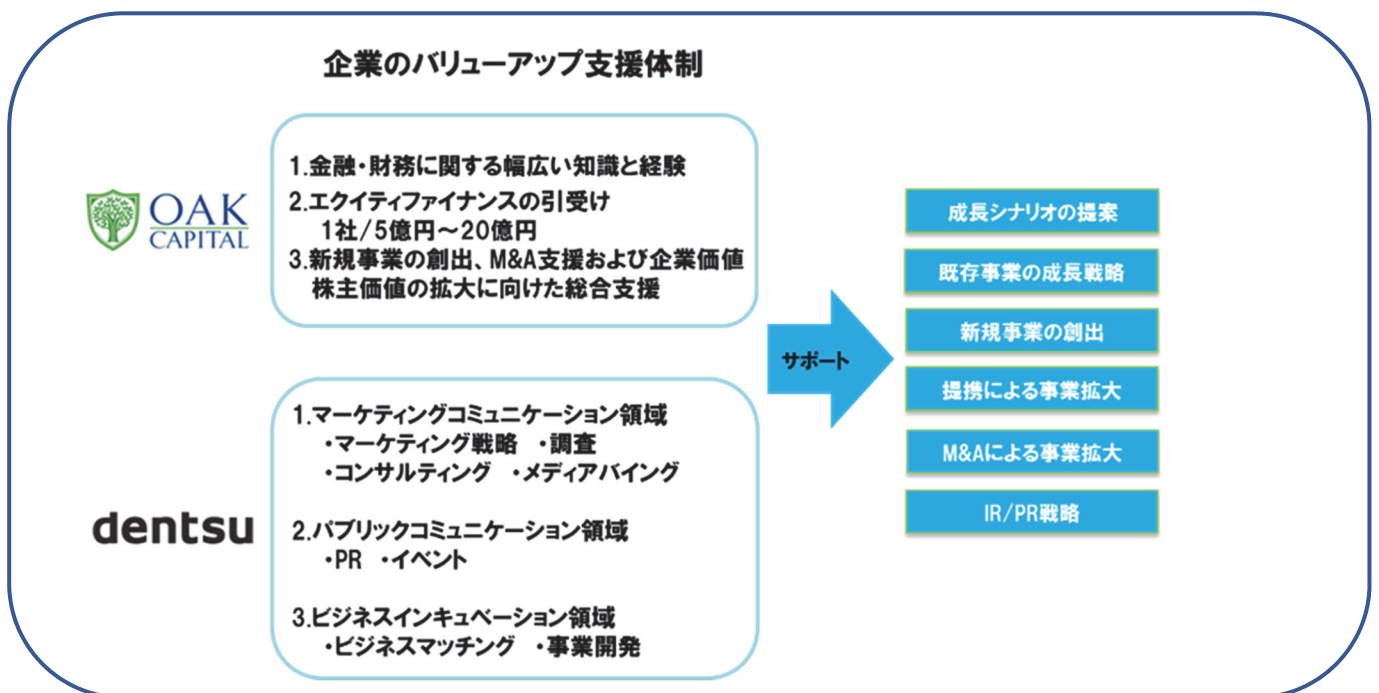 企業のバリューアップ支援体制
OAK
CAPITAL
1.金融・財務に関する幅広い知識と経験
2.エクイティファイナンスの引受け
1社/5億円～20億円
3.新規事業の創出、M&A支援および企業価値
株主価値の拡大に向けた総合支援
dentsu
1.マーケティングコミュニケーション領域
・マーケティング戦略 ・調査
・コンサルティング ・メディアバイング
2.パブリックコミュニケーション領域
・PR ・イベント
3.ビジネスインキュベーション領域
・ビジネスマッチング ・事業開発
サポート
成長シナリオの提案
既存事業の成長戦略
新規事業の創出
提携による事業拡大
M&Aによる事業拡大
IR/PR戦略